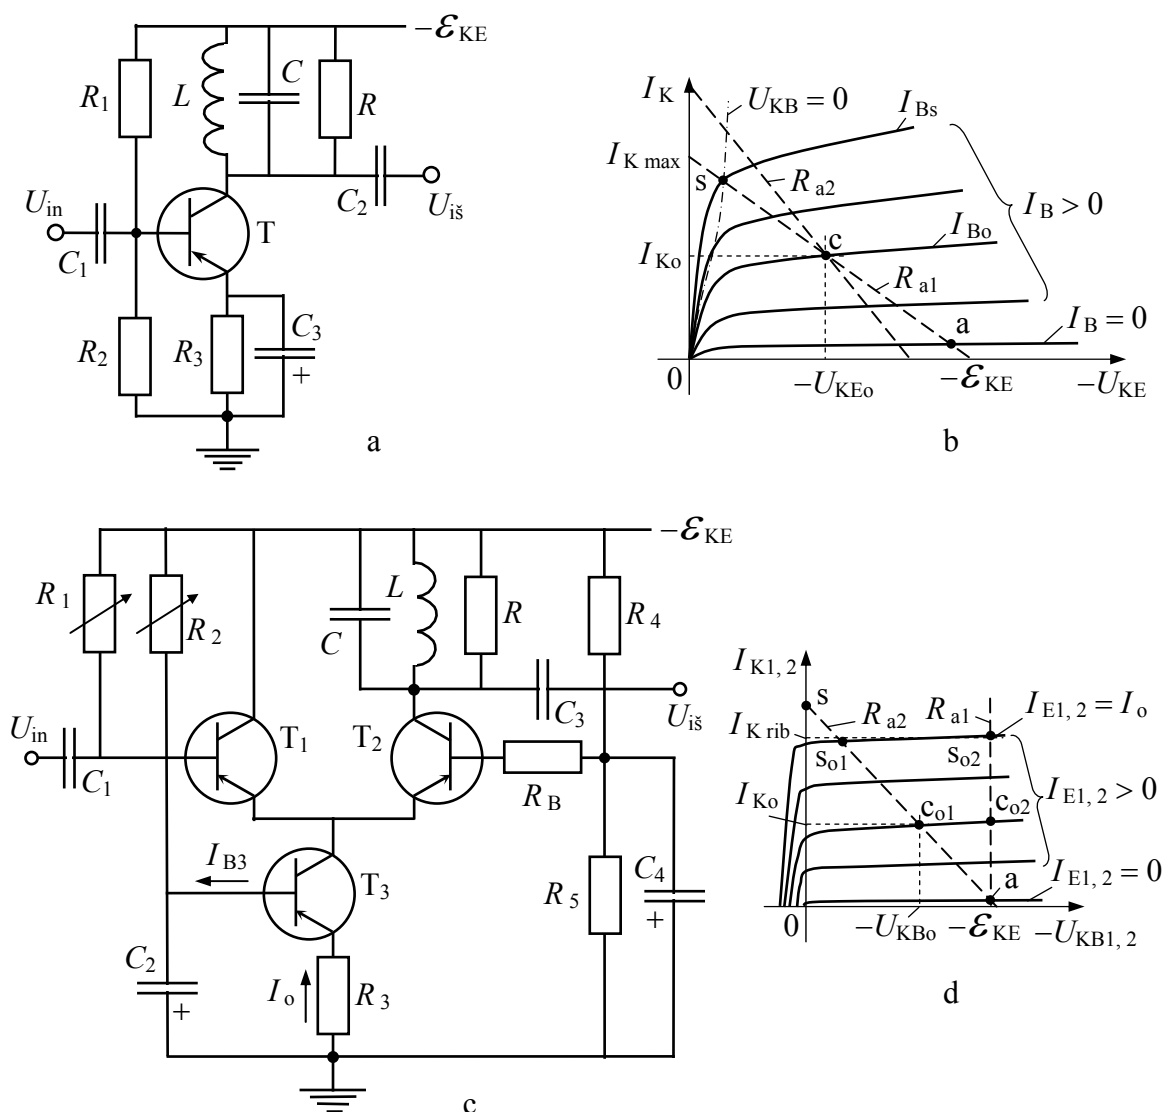 −ℰKE
R1
L
C
R
Uin
C1
T
C2
Uiš
R2
R3
C3
+
a
IK
UKB = 0
IBs
IK max
s
Ra2
IB > 0
c
IBo
IKo
Ra1
a
IB = 0
0
−UKEo
−ℰKE
−UKE
b
−ℰKE
R1
R2
C
L
R
R4
Uin
C1
T1
T2
C3
Uiš
RB
IB3
T3
R5
C4
+
C2
+
Io
R3
c
IK1, 2
s
Ra2
Ra1
IE1, 2 = Io
IK rib
so1
so2
IKo
co1
co2
IE1, 2 > 0
a
IE1, 2 = 0
0
−UKBo
−ℰKE
−UKB1, 2
d